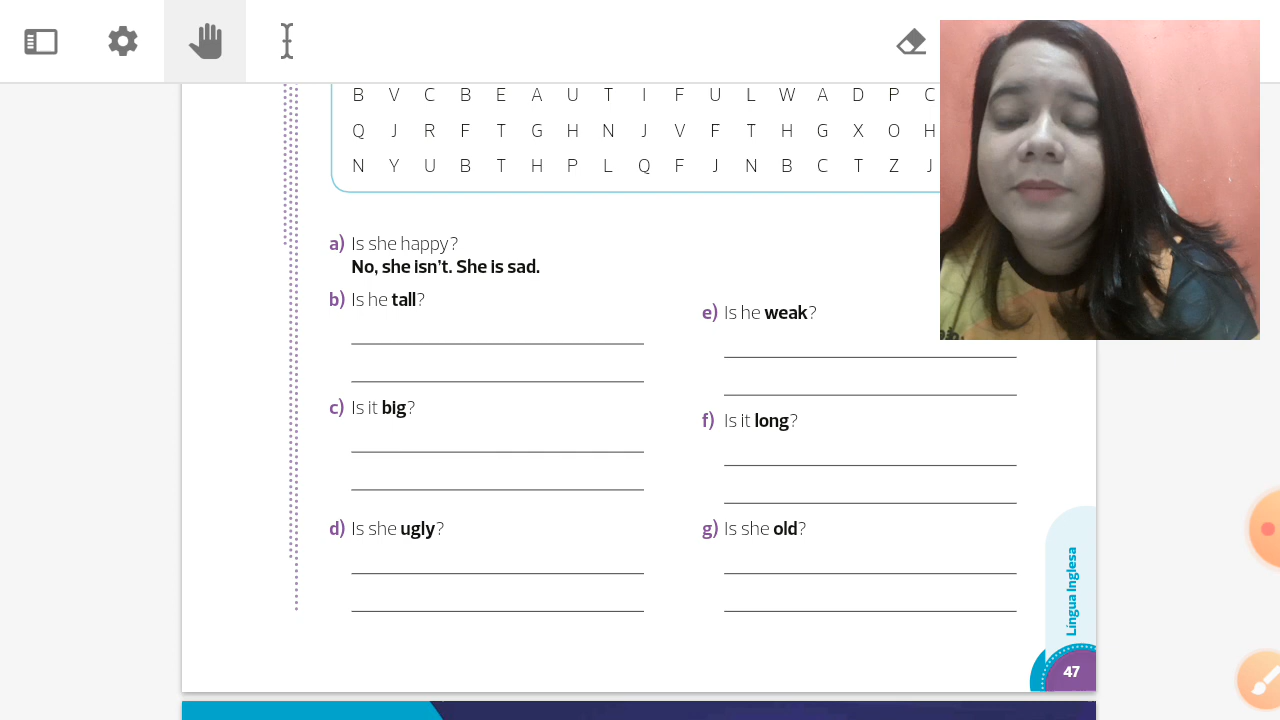 B V C B E A U T I F U L W A D P C
Q J R F T G H N J V F T H G X O H
N Y U B T H P L Q F J N B C T Z J
a) Is she happy?
No, she isn't. She is sad.
b) Is he tall?
c) Is it big?
d) Is she ugly?
e) Is he weak?
f) Is it long?
g) Is she old?
Língua Inglesa
47